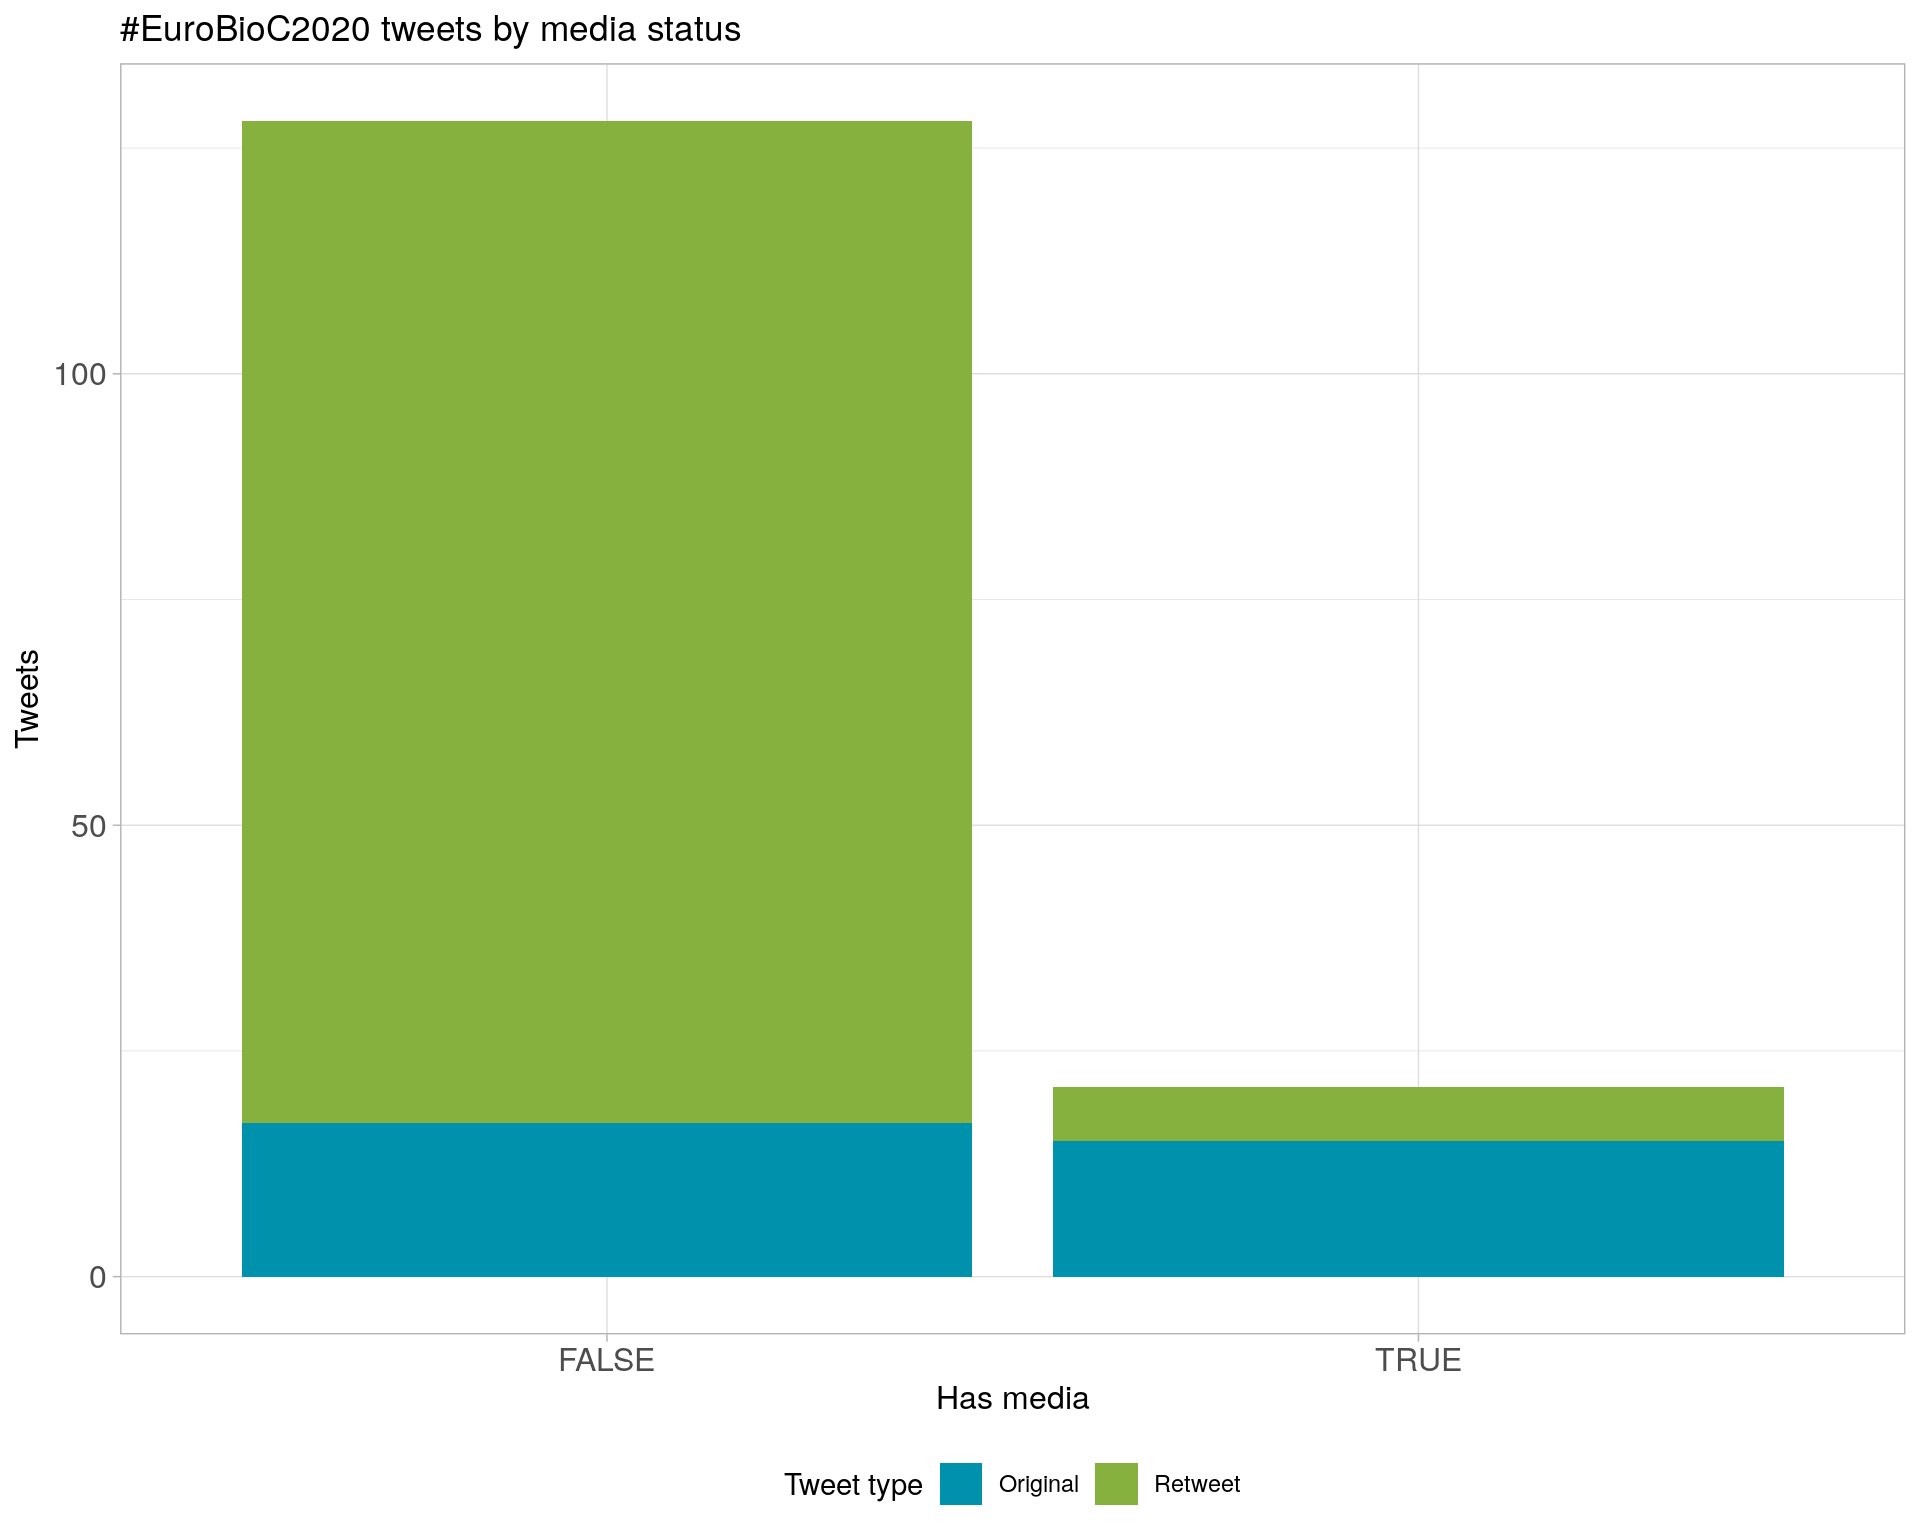 #EuroBioC2020 tweets by media status
100
50
0
Tweets
FALSE
TRUE
Has media
Tweet type
Original
Retweet